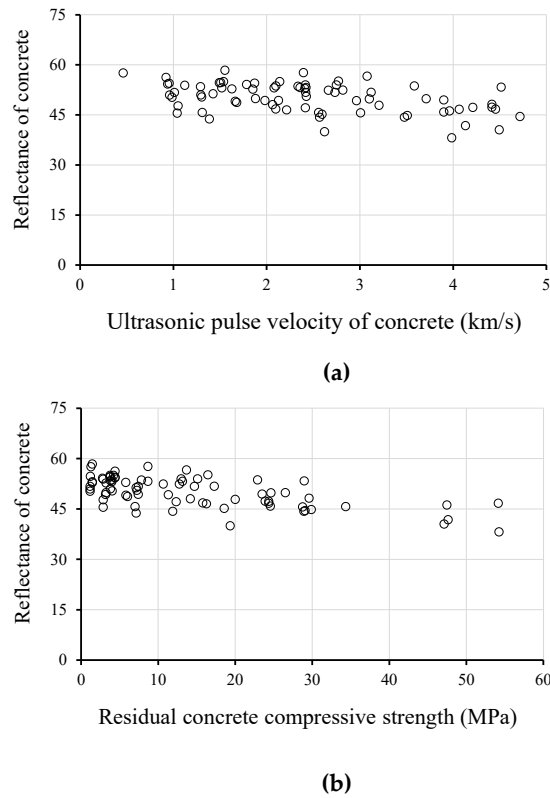 75
60
45
30
15
0
Reflectance of concrete
0 1 2 3 4 5
Ultrasonic pulse velocity of concrete (km/s)
(a)
75
60
45
30
15
0
Reflectance of concrete
0 10 20 30 40 50 60
Residual concrete compressive strength (MPa)
(b)